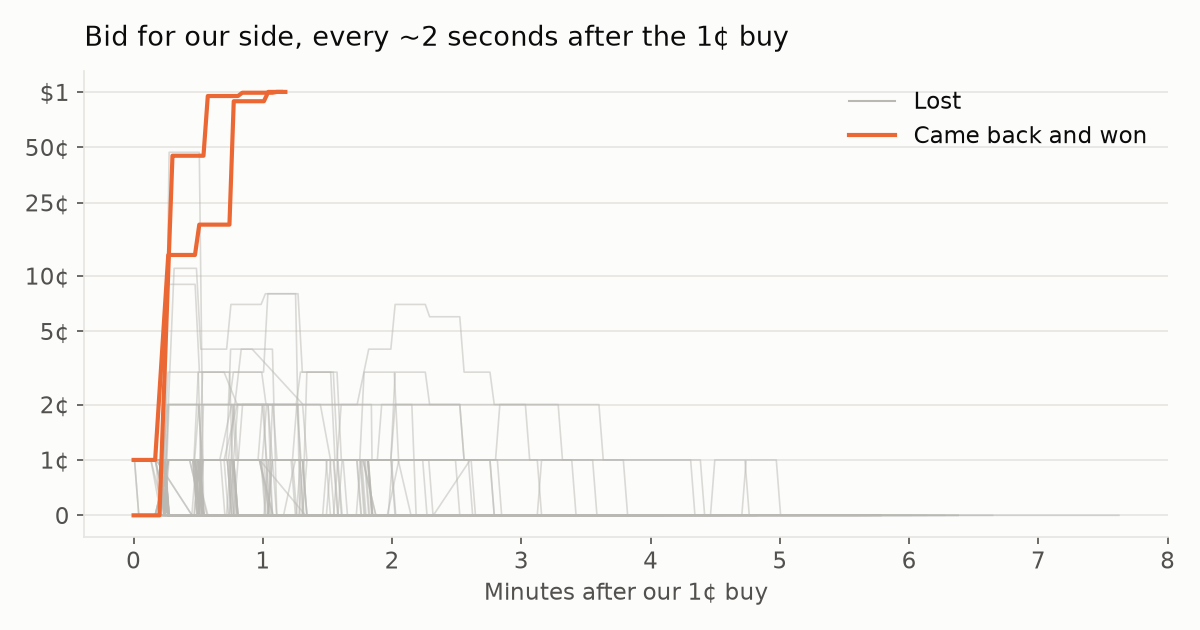 Bid for our side, every ~2 seconds after the 1¢ buy
$1
50¢
25¢
10¢
5¢
2¢
1¢
0
Lost
Came back and won
0 1 2 3 4 5 6 7 8
Minutes after our 1¢ buy